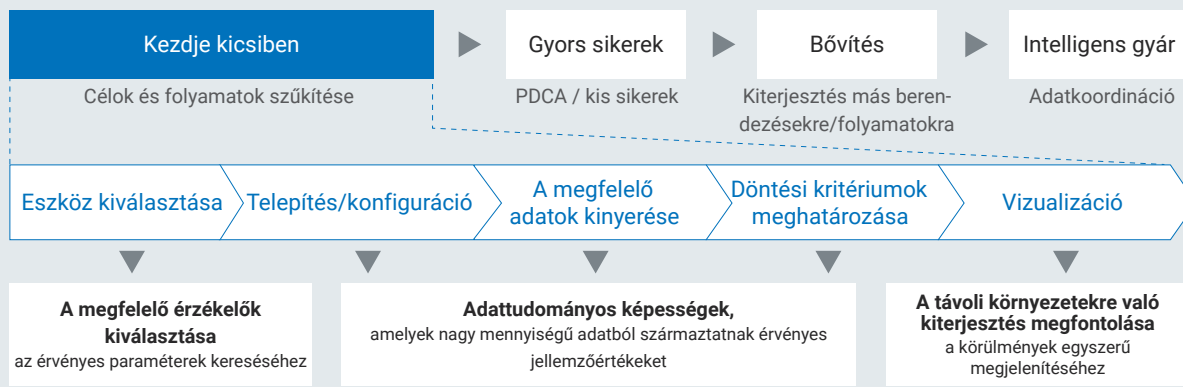 Kezdje kicsiben
Gyors sikerek
Bővítés
Intelligens gyár
Célok és folyamatok szűkítése
PDCA / kis sikerek
Kiterjesztés más beren-
dezésekre/folyamatokra
Adatkoordináció
Eszköz kiválasztása
Telepítés/konfiguráció
A megfelelő
adatok kinyerése
Döntési kritériumok
meghatározása
Vizualizáció
A megfelelő érzékelők
kiválasztása
az érvényes paraméterek kereséséhez
Adattudományos képességek,
amelyek nagy mennyiségű adatból származtatnak érvényes
jellemzőértékeket
A távoli környezetekre való
kiterjesztés megfontolása
a körülmények egyszerű
megjelenítéséhez